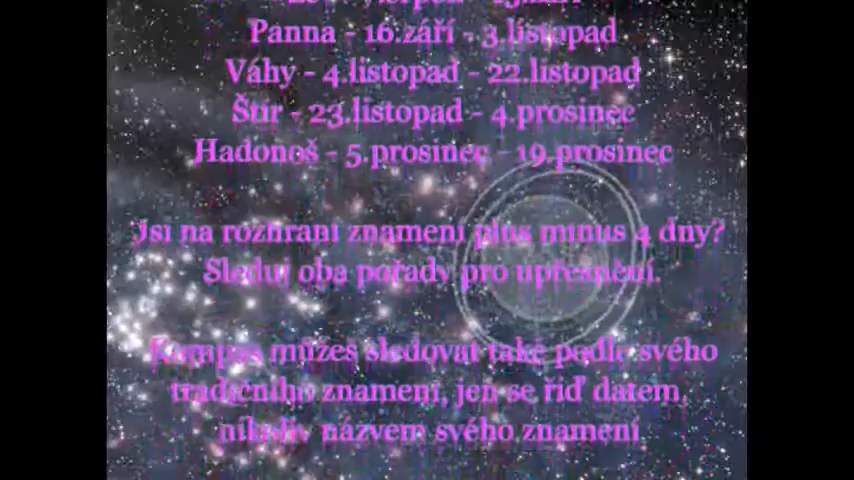 Panna - 16.září - 3.listopad
Váhy - 4.listopad - 22.listopad
Štír - 23.listopad - 4.prosinec
Hadonoš - 5.prosinec - 19.prosinec
Jsi na rozhraní znamení plus minus 4 dny?
Sleduj oba pořady pro upřesnění.
Kompas můžeš sledovat také podle svého
tradičního znamení, jen se řiď datem,
nikoliv názvem svého znamení